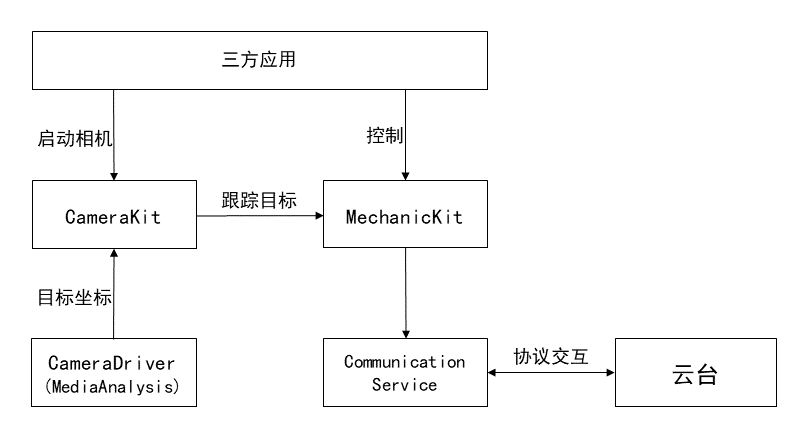 三方应用
启动相机
控制
CameraKit
跟踪目标
MechanicKit
目标坐标
CameraDriver
(MediaAnalysis)
Communication
Service
协议交互
云台